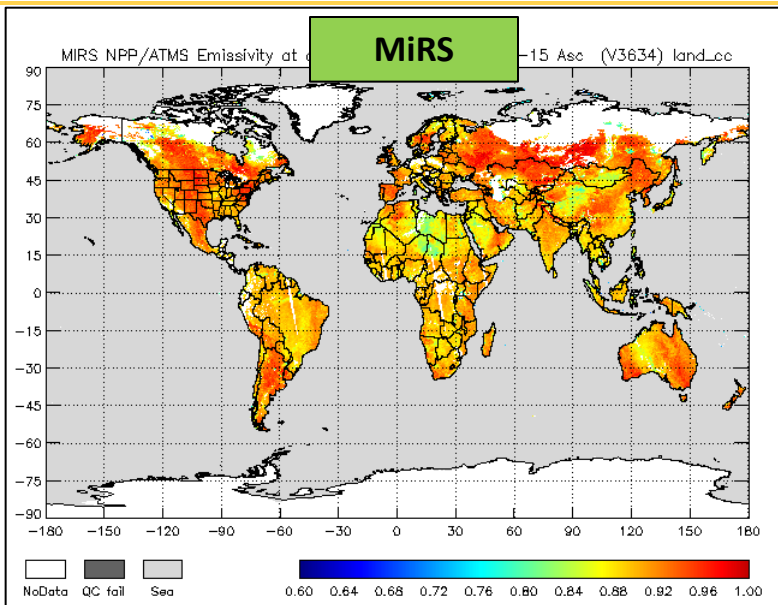 MiRS
MIRS NPP/ATMS Emissivity at -15 Asc (V3634) land_cc
90
75
60
45
30
15
0
-15
-30
-45
-60
-75
-90
-180 -150 -120 -90 -60 -30 0 30 60 90 120 150 180
NoData QC fail Sea
0.60 0.64 0.68 0.72 0.76 0.80 0.84 0.88 0.92 0.96 1.00